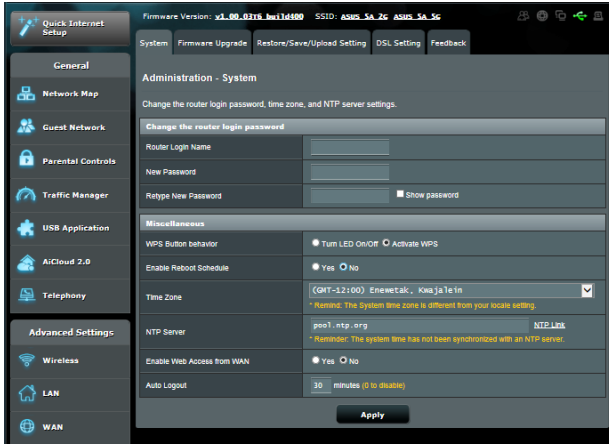 Quick Internet
Setup
General
Network Map
Guest Network
Parental Controls
Traffic Manager
USB Application
AiCloud 2.0
Telephony
Advanced Settings
Wireless
LAN
WAN
Firmware Version: v1.00.03T6_build400 SSID: ASUS_SA_2G ASUS_SA_5G
System Firmware Upgrade Restore/Save/Upload Setting DSL Setting Feedback
Administration - System
Change the router login password, time zone, and NTP server settings.
Change the router login password
Router Login Name
New Password
Retype New Password Show password
Miscellaneous
WPS Button behavior Turn LED On/Off Activate WPS
Enable Reboot Schedule Yes No
Time Zone (GMT-12:00) Enewetak, Kwajalein
* Remind: The System time zone is different from your locale setting.
NTP Server pool.ntp.org NTP Link
* Reminder: The system time has not been synchronized with an NTP server.
Enable Web Access from WAN Yes No
Auto Logout 30 minutes (0 to disable)
Apply